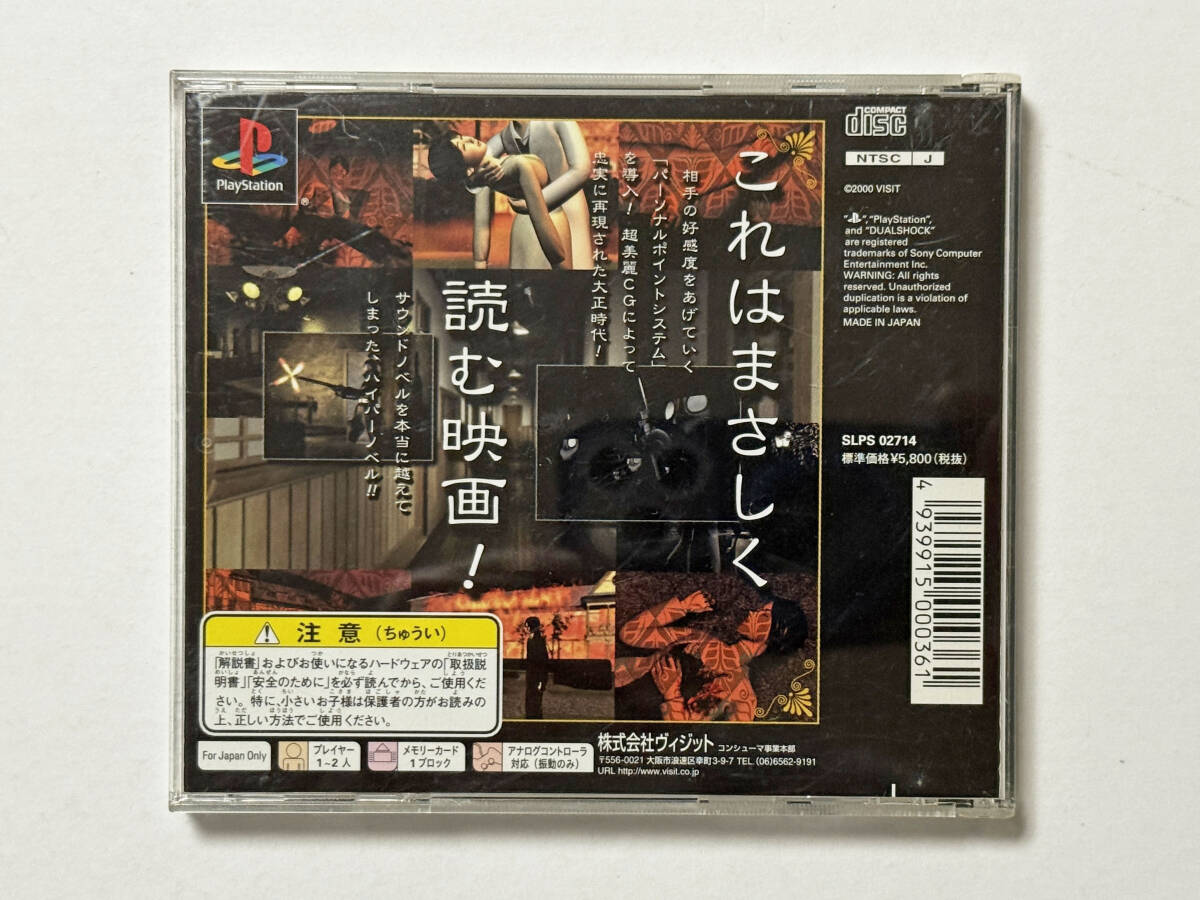 PlayStation
®
これはまさしく
読む映画！
相手の好感度をあげていく
「パーソナルポイントシステム」
を導入！ 超美麗CGによって
忠実に再現された大正時代！
サウンドノベルを本当に越えて
しまった、ハイパーノベル!!
COMPACT
disc
NTSC J
©2000 VISIT
"PlayStation",
and "DUALSHOCK"
are registered
trademarks of Sony Computer
Entertainment Inc.
WARNING: All rights
reserved. Unauthorized
duplication is a violation of
applicable laws.
MADE IN JAPAN
SLPS 02714
標準価格¥5,800(税抜)
4 939915 000361
注意(ちゅうい)
「解説書」およびお使いになるハードウェアの「取扱説
明書」「安全のために」を必ず読んでから、ご使用くだ
さい。特に、小さいお子様は保護者の方がお読みの
上、正しい方法でご使用ください。
For Japan Only
プレイヤー
1~2人
メモリーカード
1ブロック
アナログコントローラ
対応(振動のみ)
株式会社ヴィジット コンシューマ事業本部
〒556-0021 大阪市浪速区幸町3-9-7 TEL (06)6562-9191
URL http://www.visit.co.jp